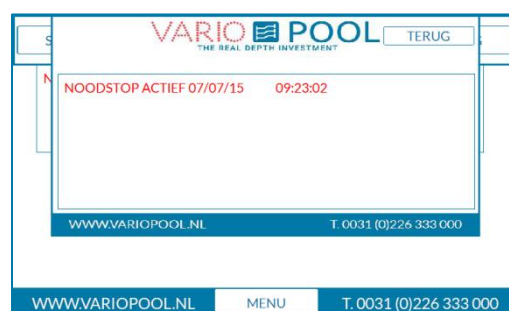 VARIO POOL
THE REAL DEPTH INVESTMENT
TERUG
NOODSTOP ACTIEF 07/07/15 09:23:02
WWW.VARIOPOOL.NL T. 0031 (0)226 333 000
WWW.VARIOPOOL.NL MENU T. 0031 (0)226 333 000